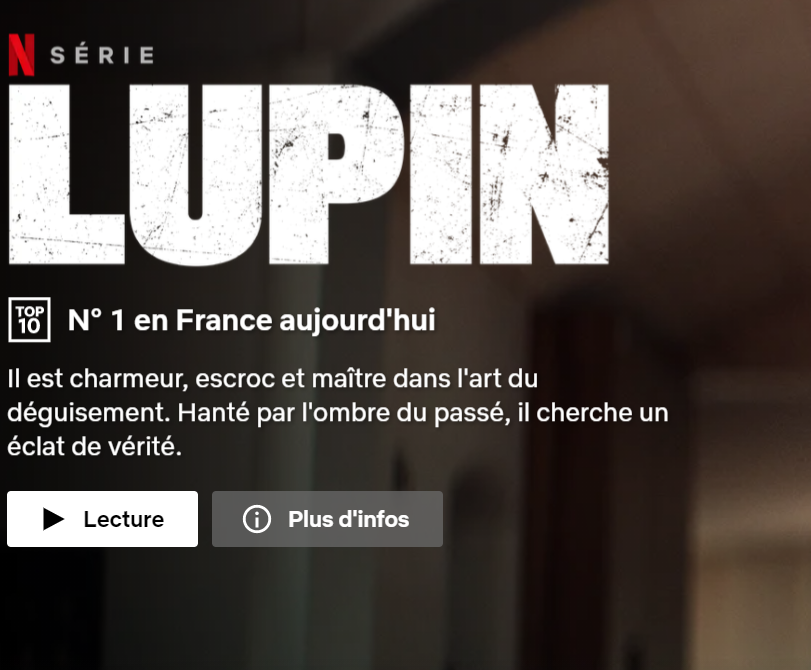 N SÉRIE
LUPIN
TOP
10
N° 1 en France aujourd'hui
Il est charmeur, escroc et maître dans l'art du
déguisement. Hanté par l'ombre du passé, il cherche un
éclat de vérité.
Lecture
Plus d'infos